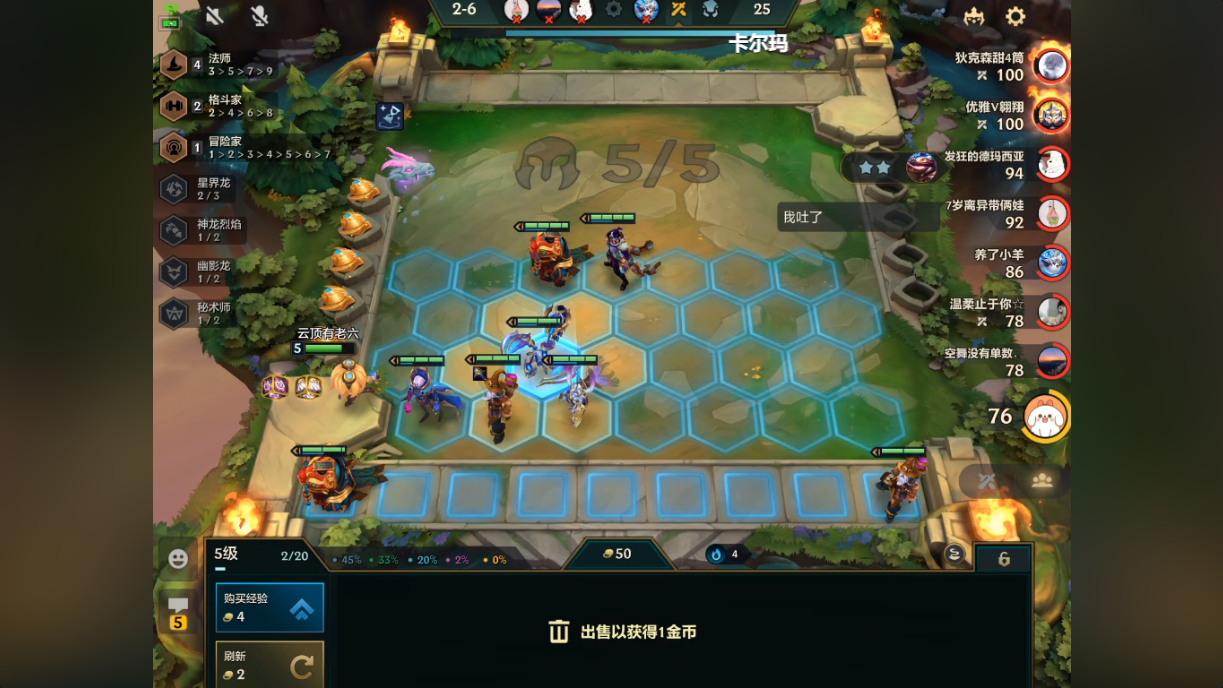 2-6
25
卡尔玛
4 法师
3 > 5 > 7 > 9
2 格斗家
2 > 4 > 6 > 8
1 冒险家
1 > 2 > 3 > 4 > 5 > 6 > 7
星界龙
2 / 3
神龙烈焰
1 / 2
幽影龙
1 / 2
秘术师
1 / 2
5/5
狄克森甜4筒
100
优雅V翱翔
100
发狂的德玛西亚
94
7岁离异带俩娃
92
我吐了
养了小羊
86
温柔止于你☆
78
空舞没有单数.
78
76
云顶有老六
5
5级
2/20
45% 33% 20% 2% 0%
50
4
购买经验
4
5
刷新
2
出售以获得1金币